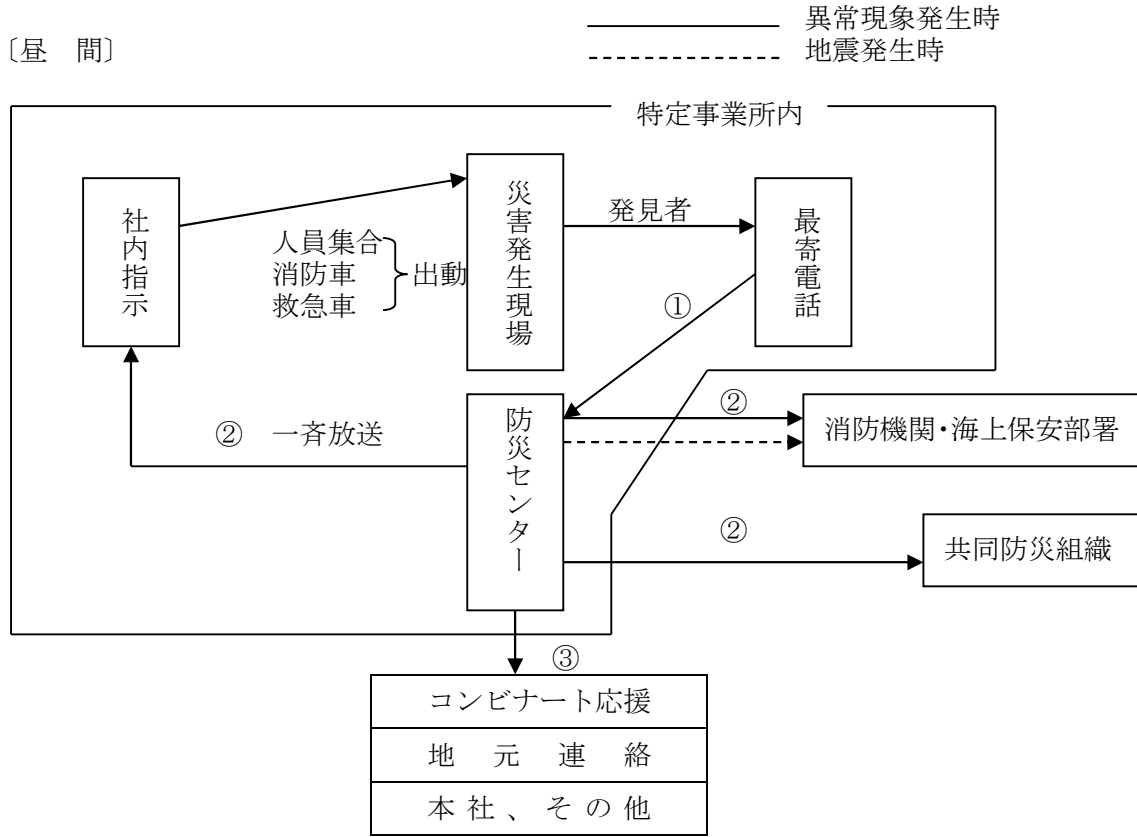 〔昼　間〕
異常現象発生時
地震発生時
特定事業所内
社内指示
人員集合
消防車
救急車
出動
災害発生現場
発見者
最寄電話
①
②　一斉放送
防災センター
②
消防機関・海上保安部署
②
共同防災組織
③
コンビナート応援
地　元　連　絡
本 社 、 そ の 他